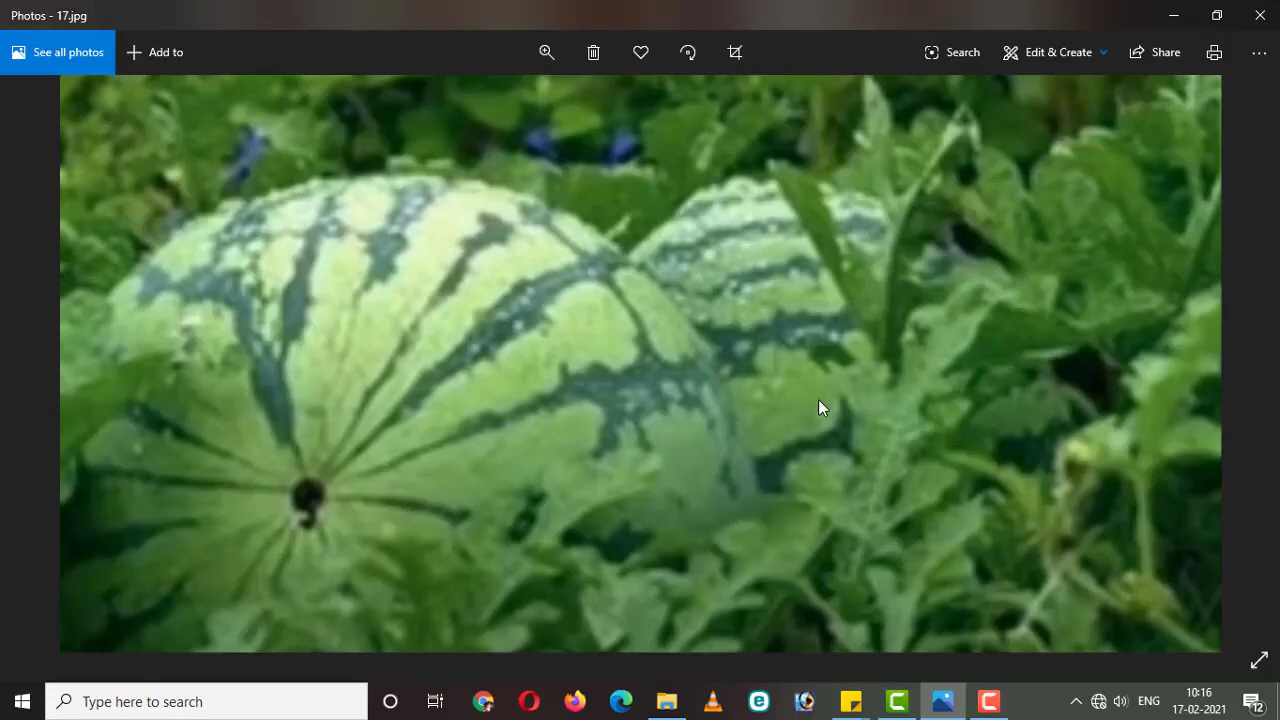 Photos - 17.jpg
See all photos
Add to
Search
Edit & Create
Share
Type here to search
ENG
10:16
17-02-2021
12